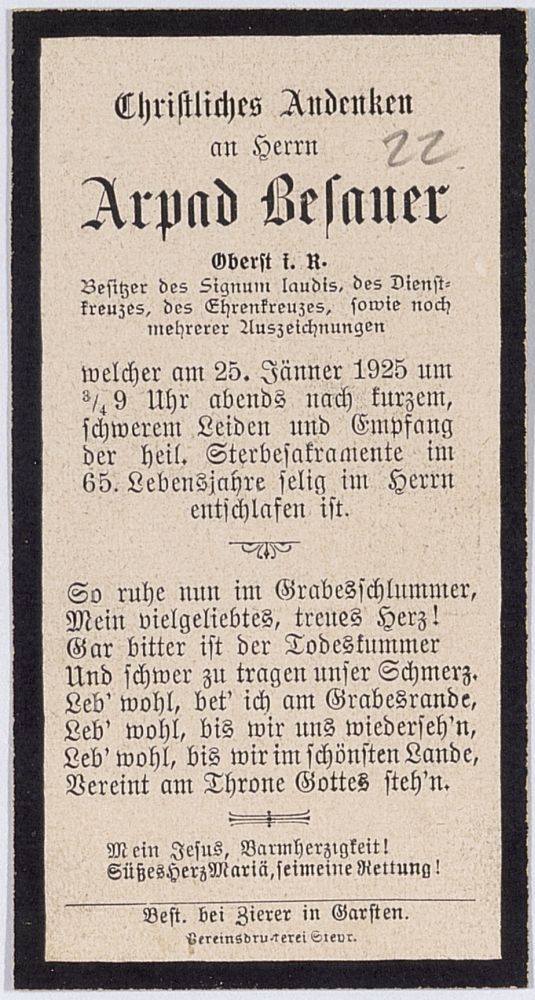 Christliches Andenken
an Herrn
22
Arpad Besauer
Oberst i. R.
Besitzer des Signum laudis, des Dienst-
kreuzes, des Ehrenkreuzes, sowie noch
mehrerer Auszeichnungen
welcher am 25. Jänner 1925 um
3/4 9 Uhr abends nach kurzem,
schwerem Leiden und Empfang
der heil. Sterbesakramente im
65. Lebensjahre selig im Herrn
entschlafen ist.
So ruhe nun im Grabesschlummer,
Mein vielgeliebtes, treues Herz!
Gar bitter ist der Todeskummer
Und schwer zu tragen unser Schmerz.
Leb' wohl, bet' ich am Grabesrande,
Leb' wohl, bis wir uns wiederseh'n,
Leb' wohl, bis wir im schönsten Lande,
Vereint am Throne Gottes steh'n.
Mein Jesus, Barmherzigkeit!
Süßes Herz Mariä, sei meine Rettung!
Best. bei Zierer in Garsten.
Vereinsdruckerei Steyr.